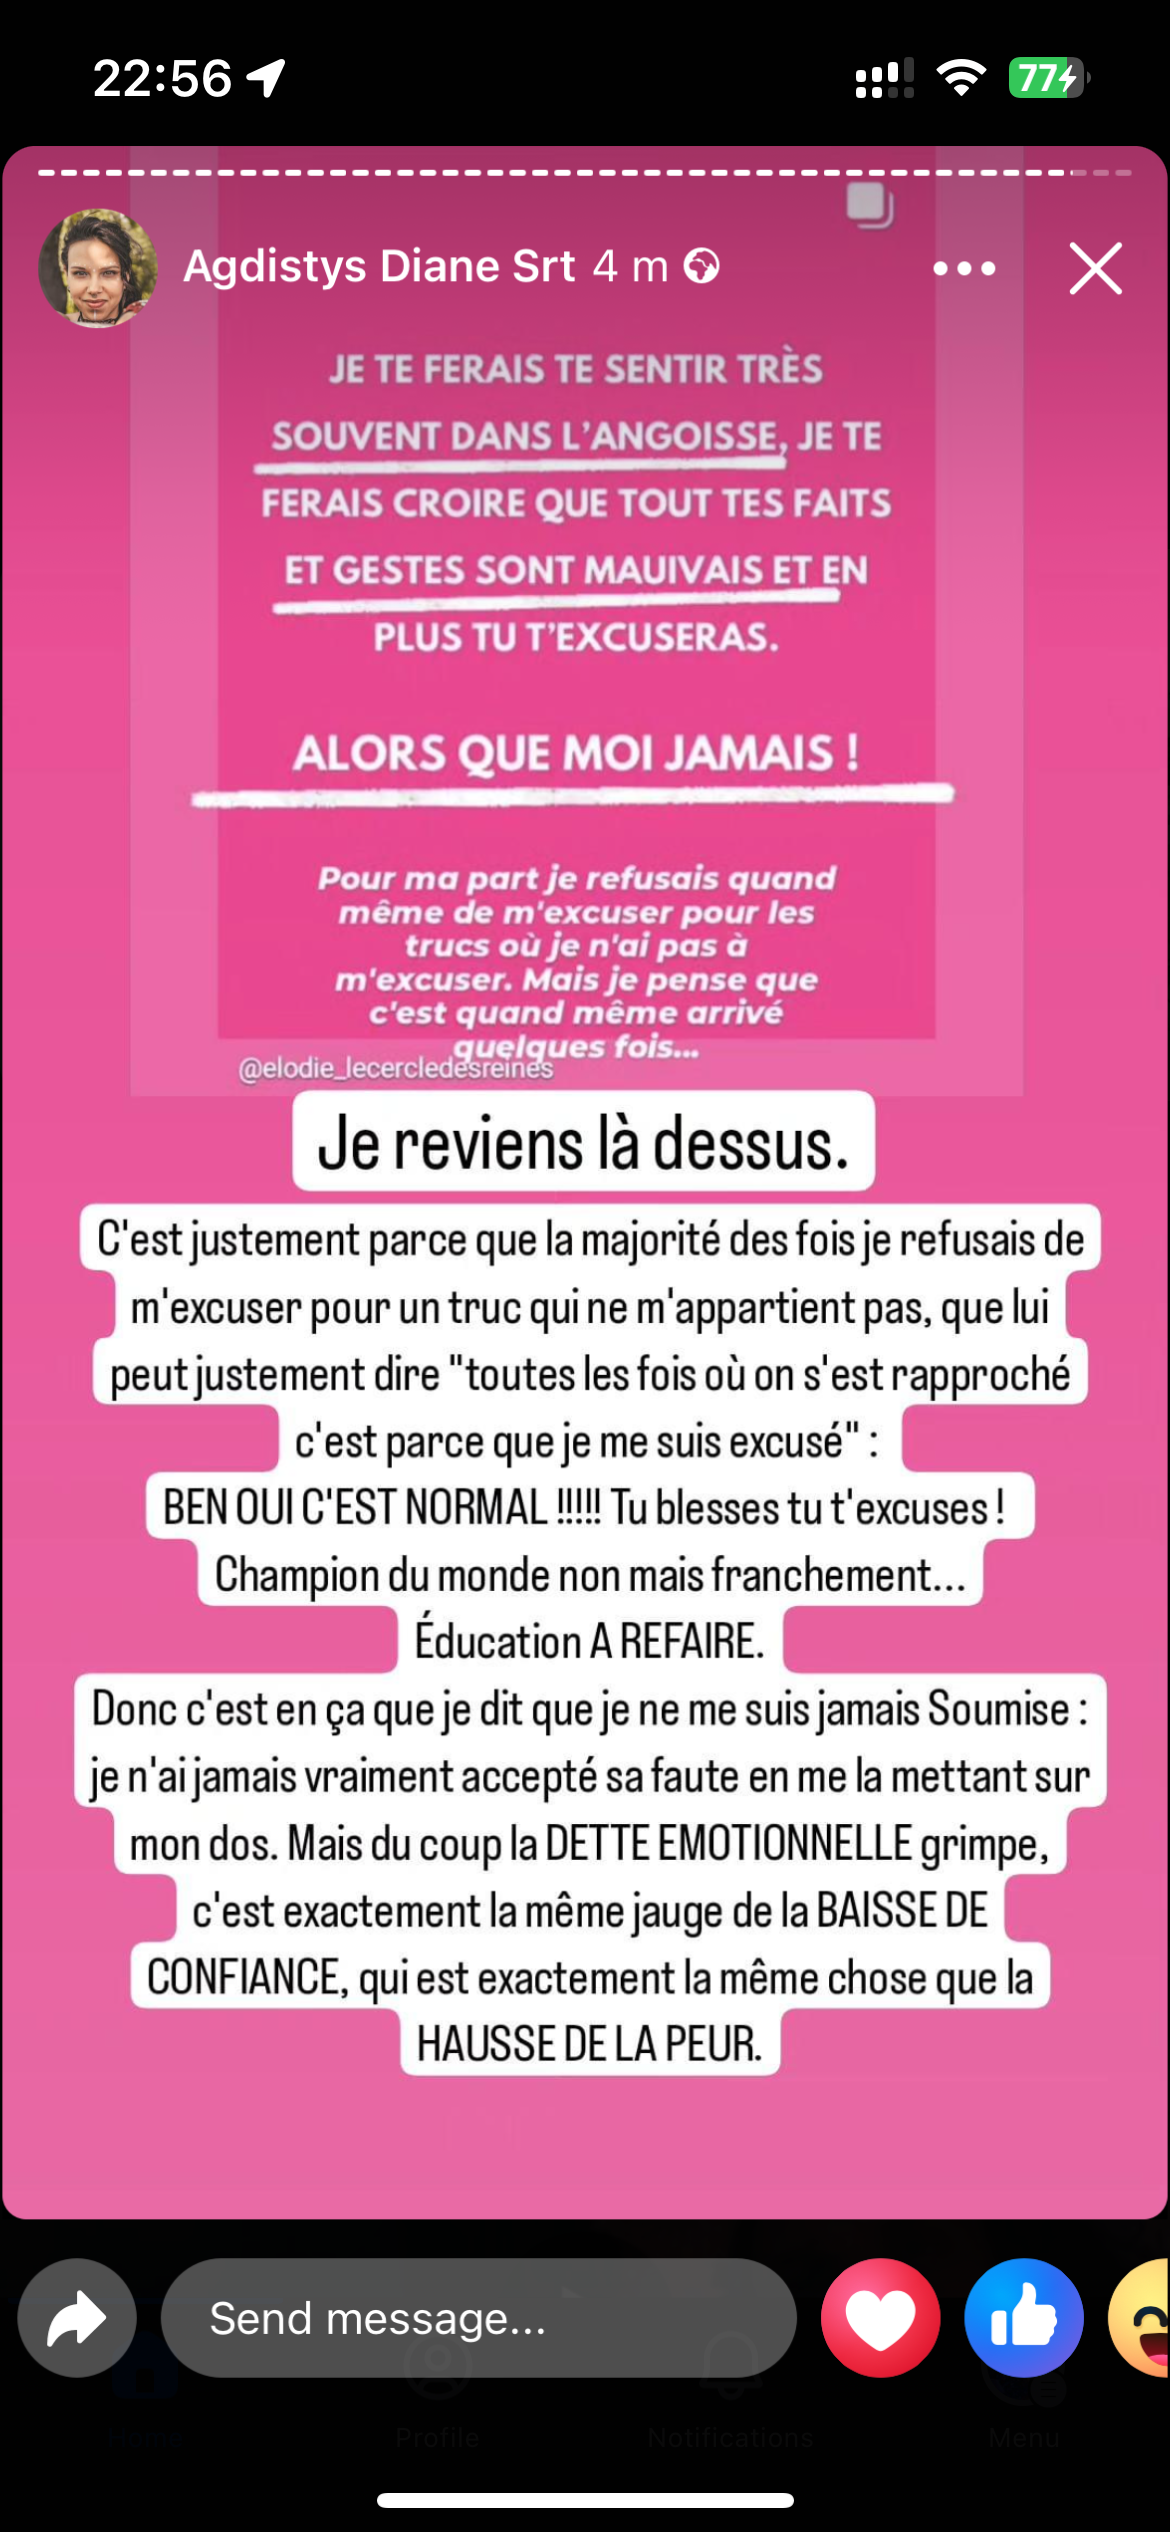 22:56
77
Agdistys Diane Srt 4 m
JE TE FERAIS TE SENTIR TRÈS
SOUVENT DANS L'ANGOISSE, JE TE
FERAIS CROIRE QUE TOUT TES FAITS
ET GESTES SONT MAUIVAIS ET EN
PLUS TU T'EXCUSERAS.
ALORS QUE MOI JAMAIS !
Pour ma part je refusais quand
même de m'excuser pour les
trucs où je n'ai pas à
m'excuser. Mais je pense que
c'est quand même arrivé
quelques fois...
@elodie_lecercledesreines
Je reviens là dessus.
C'est justement parce que la majorité des fois je refusais de
m'excuser pour un truc qui ne m'appartient pas, que lui
peut justement dire "toutes les fois où on s'est rapproché
c'est parce que je me suis excusé" :
BEN OUI C'EST NORMAL !!!!! Tu blesses tu t'excuses !
Champion du monde non mais franchement...
Éducation A REFAIRE.
Donc c'est en ça que je dit que je ne me suis jamais Soumise :
je n'ai jamais vraiment accepté sa faute en me la mettant sur
mon dos. Mais du coup la DETTE EMOTIONNELLE grimpe,
c'est exactement la même jauge de la BAISSE DE
CONFIANCE, qui est exactement la même chose que la
HAUSSE DE LA PEUR.
Send message...
Home
Profile
Notifications
Menu